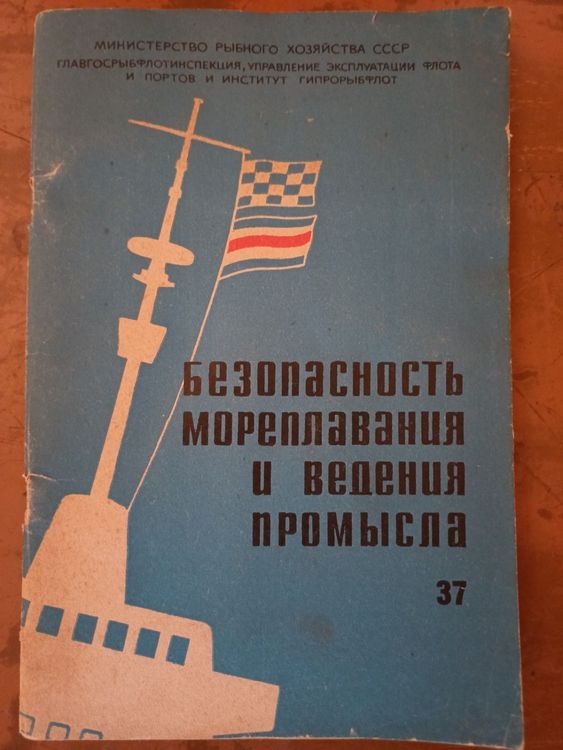 МИНИСТЕРСТВО РЫБНОГО ХОЗЯЙСТВА СССР
ГЛАВГОСРЫБФЛОТИНСПЕКЦИЯ, УПРАВЛЕНИЕ ЭКСПЛУАТАЦИИ ФЛОТА
И ПОРТОВ И ИНСТИТУТ ГИПРОРЫБФЛОТ
БЕЗОПАСНОСТЬ
МОРЕПЛАВАНИЯ
И ВЕДЕНИЯ
ПРОМЫСЛА
37